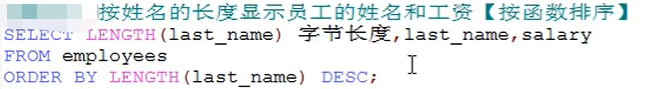 按姓名的长度显示员工的姓名和工资【按函数排序】
SELECT LENGTH(last_name) 字节长度,last_name,salary
FROM employees
ORDER BY LENGTH(last_name) DESC;